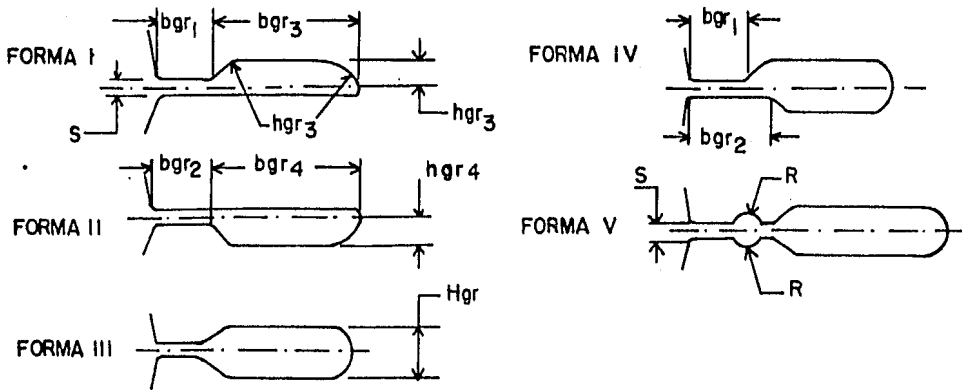 bgr₁ bgr₃
FORMA I
hgr₃
hgr₃
S
bgr₂ bgr₄
hgr4
FORMA II
Hgr
FORMA III
bgr₁
FORMA IV
bgr₂
S R
FORMA V
R